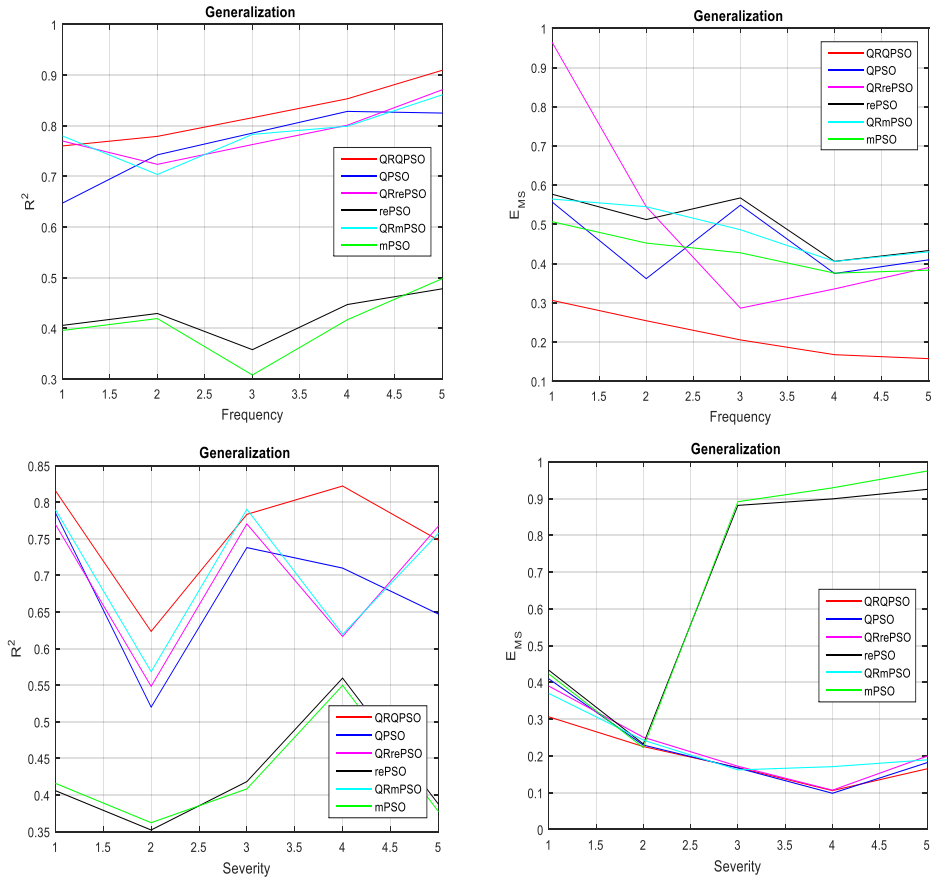 Generalization
1
0.9
0.8
0.7
0.6
0.5
0.4
0.3
R²
1 1.5 2 2.5 3 3.5 4 4.5 5
Frequency
QRQPSO
QPSO
QRrePSO
rePSO
QRmPSO
mPSO
Generalization
1
0.9
0.8
0.7
0.6
0.5
0.4
0.3
0.2
0.1
E_MS
1 1.5 2 2.5 3 3.5 4 4.5 5
Frequency
QRQPSO
QPSO
QRrePSO
rePSO
QRmPSO
mPSO
Generalization
0.85
0.8
0.75
0.7
0.65
0.6
0.55
0.5
0.45
0.4
0.35
R²
1 1.5 2 2.5 3 3.5 4 4.5 5
Severity
QRQPSO
QPSO
QRrePSO
rePSO
QRmPSO
mPSO
Generalization
1
0.9
0.8
0.7
0.6
0.5
0.4
0.3
0.2
0.1
0
E_MS
1 1.5 2 2.5 3 3.5 4 4.5 5
Severity
QRQPSO
QPSO
QRrePSO
rePSO
QRmPSO
mPSO